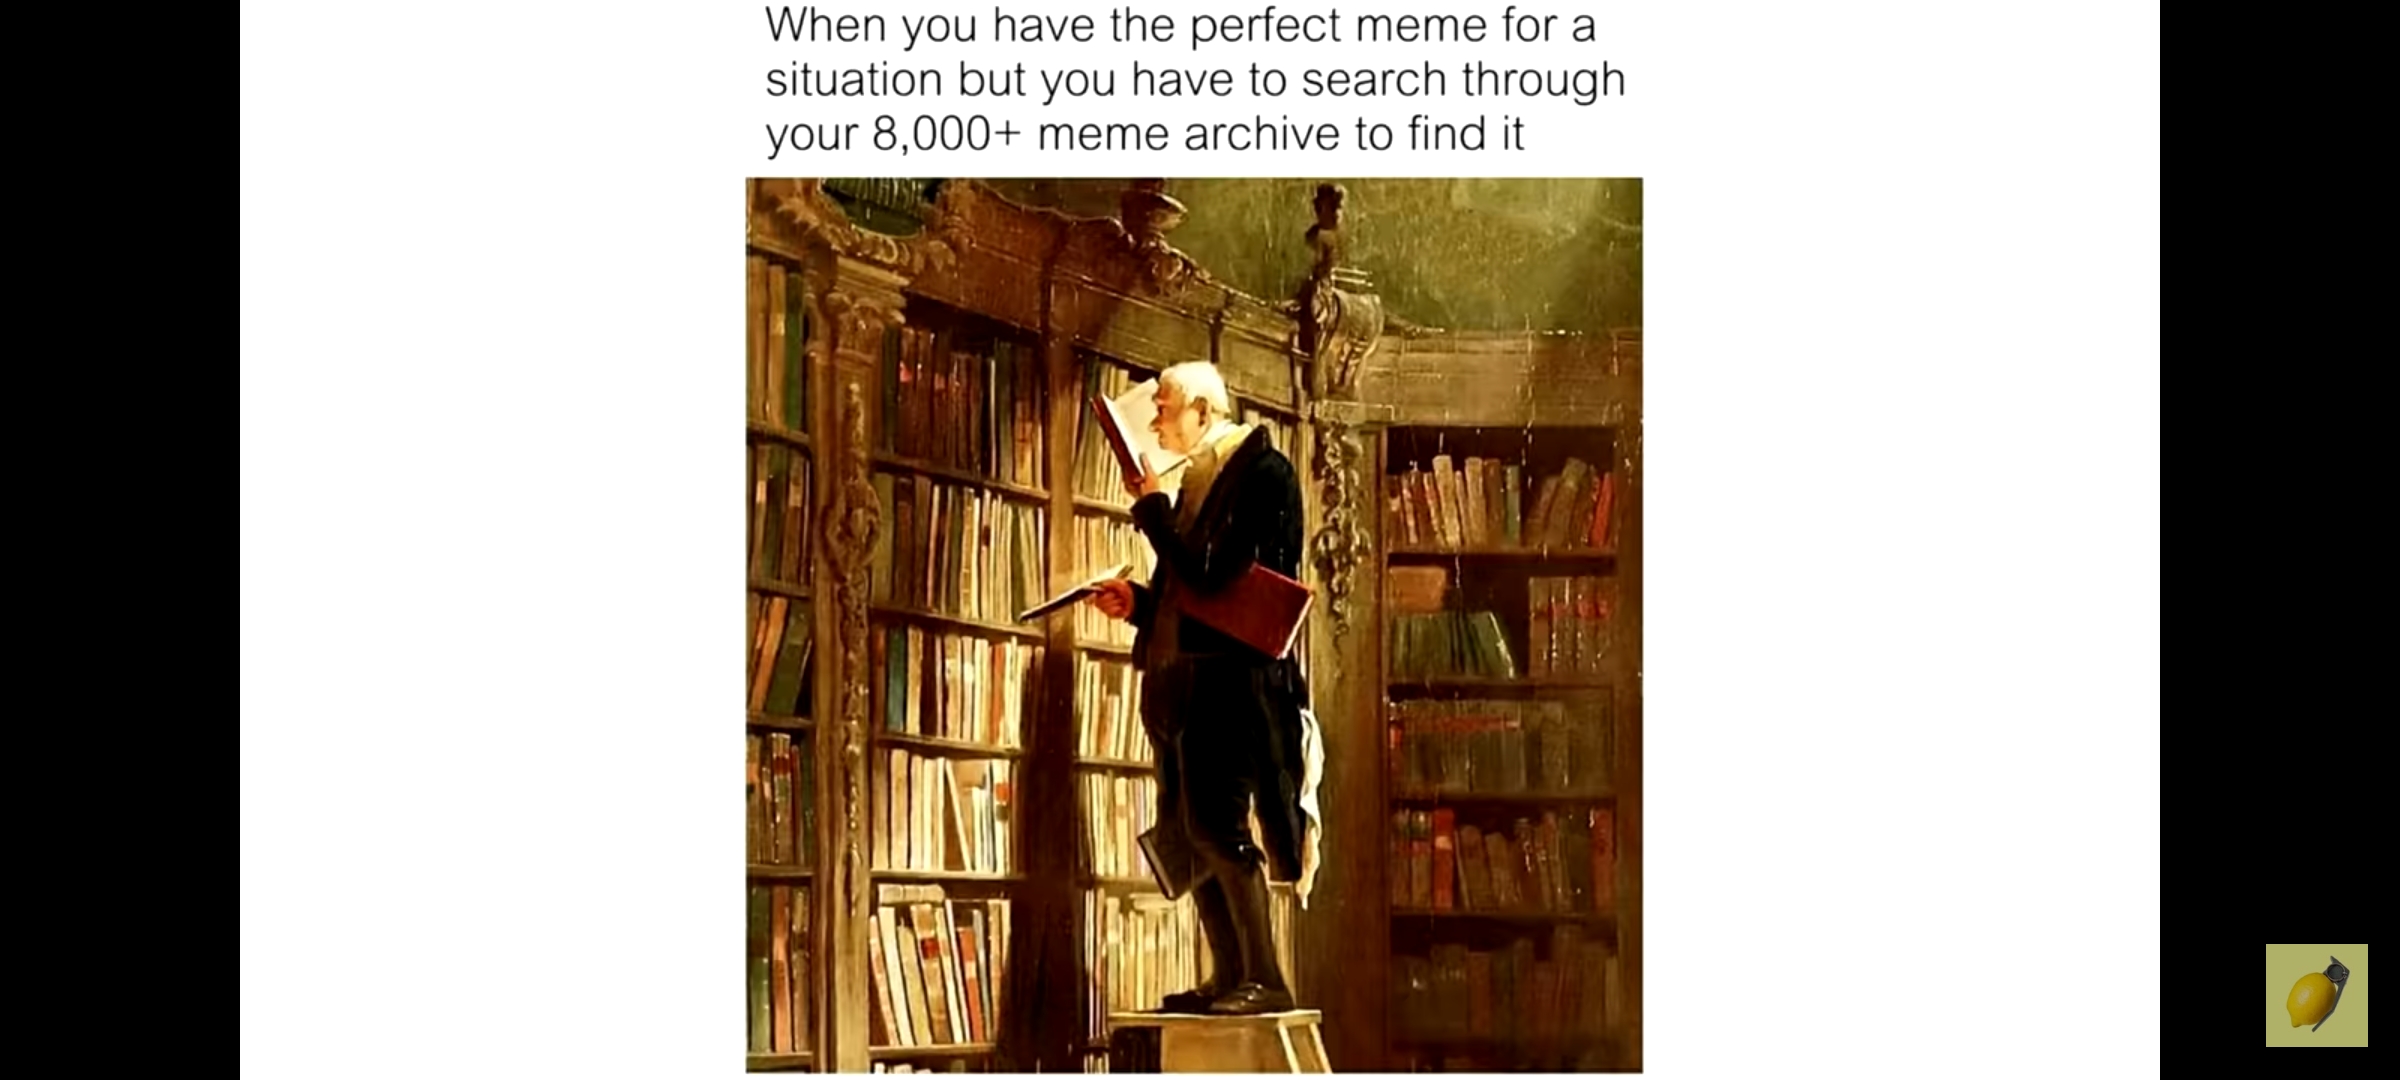 When you have the perfect meme for a
situation but you have to search through
your 8,000+ meme archive to find it